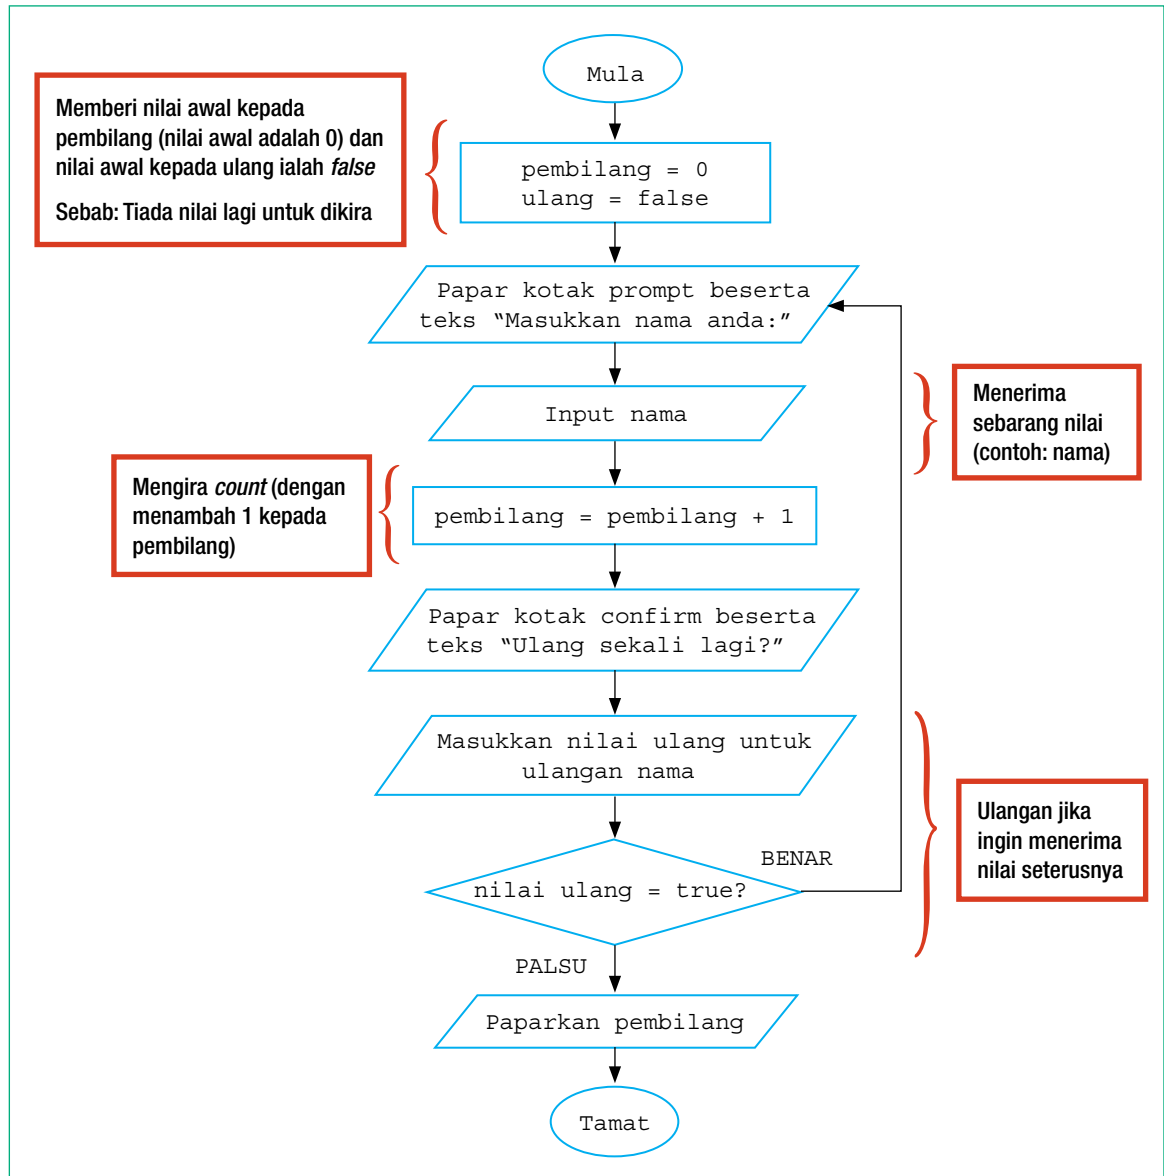 Mula
Memberi nilai awal kepada
pembilang (nilai awal adalah 0) dan
nilai awal kepada ulang ialah false
Sebab: Tiada nilai lagi untuk dikira
pembilang = 0
ulang = false
Papar kotak prompt beserta
teks “Masukkan nama anda:”
Input nama
Menerima
sebarang nilai
(contoh: nama)
Mengira count (dengan
menambah 1 kepada
pembilang)
pembilang = pembilang + 1
Papar kotak confirm beserta
teks “Ulang sekali lagi?”
Masukkan nilai ulang untuk
ulangan nama
Ulangan jika
ingin menerima
nilai seterusnya
BENAR
nilai ulang = true?
PALSU
Paparkan pembilang
Tamat